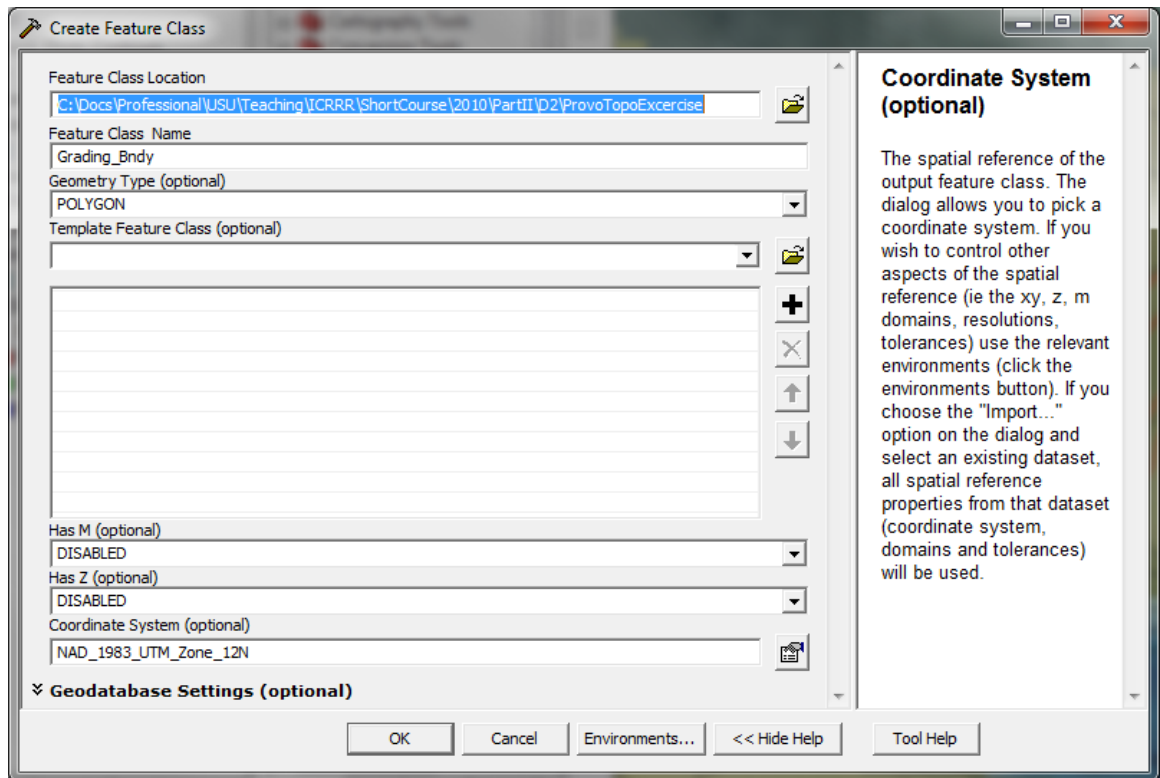 Create Feature Class
Feature Class Location
C:\Docs\Professional\USU\Teaching\ICRRR\ShortCourse\2010\PartII\D2\ProvoTopoExcercise
Feature Class Name
Grading_Bndy
Geometry Type (optional)
POLYGON
Template Feature Class (optional)
Has M (optional)
DISABLED
Has Z (optional)
DISABLED
Coordinate System (optional)
NAD_1983_UTM_Zone_12N
Geodatabase Settings (optional)
Coordinate System
(optional)
The spatial reference of the
output feature class. The
dialog allows you to pick a
coordinate system. If you
wish to control other
aspects of the spatial
reference (ie the xy, z, m
domains, resolutions,
tolerances) use the relevant
environments (click the
environments button). If you
choose the "Import..."
option on the dialog and
select an existing dataset,
all spatial reference
properties from that dataset
(coordinate system,
domains and tolerances)
will be used.
OK
Cancel
Environments...
<< Hide Help
Tool Help